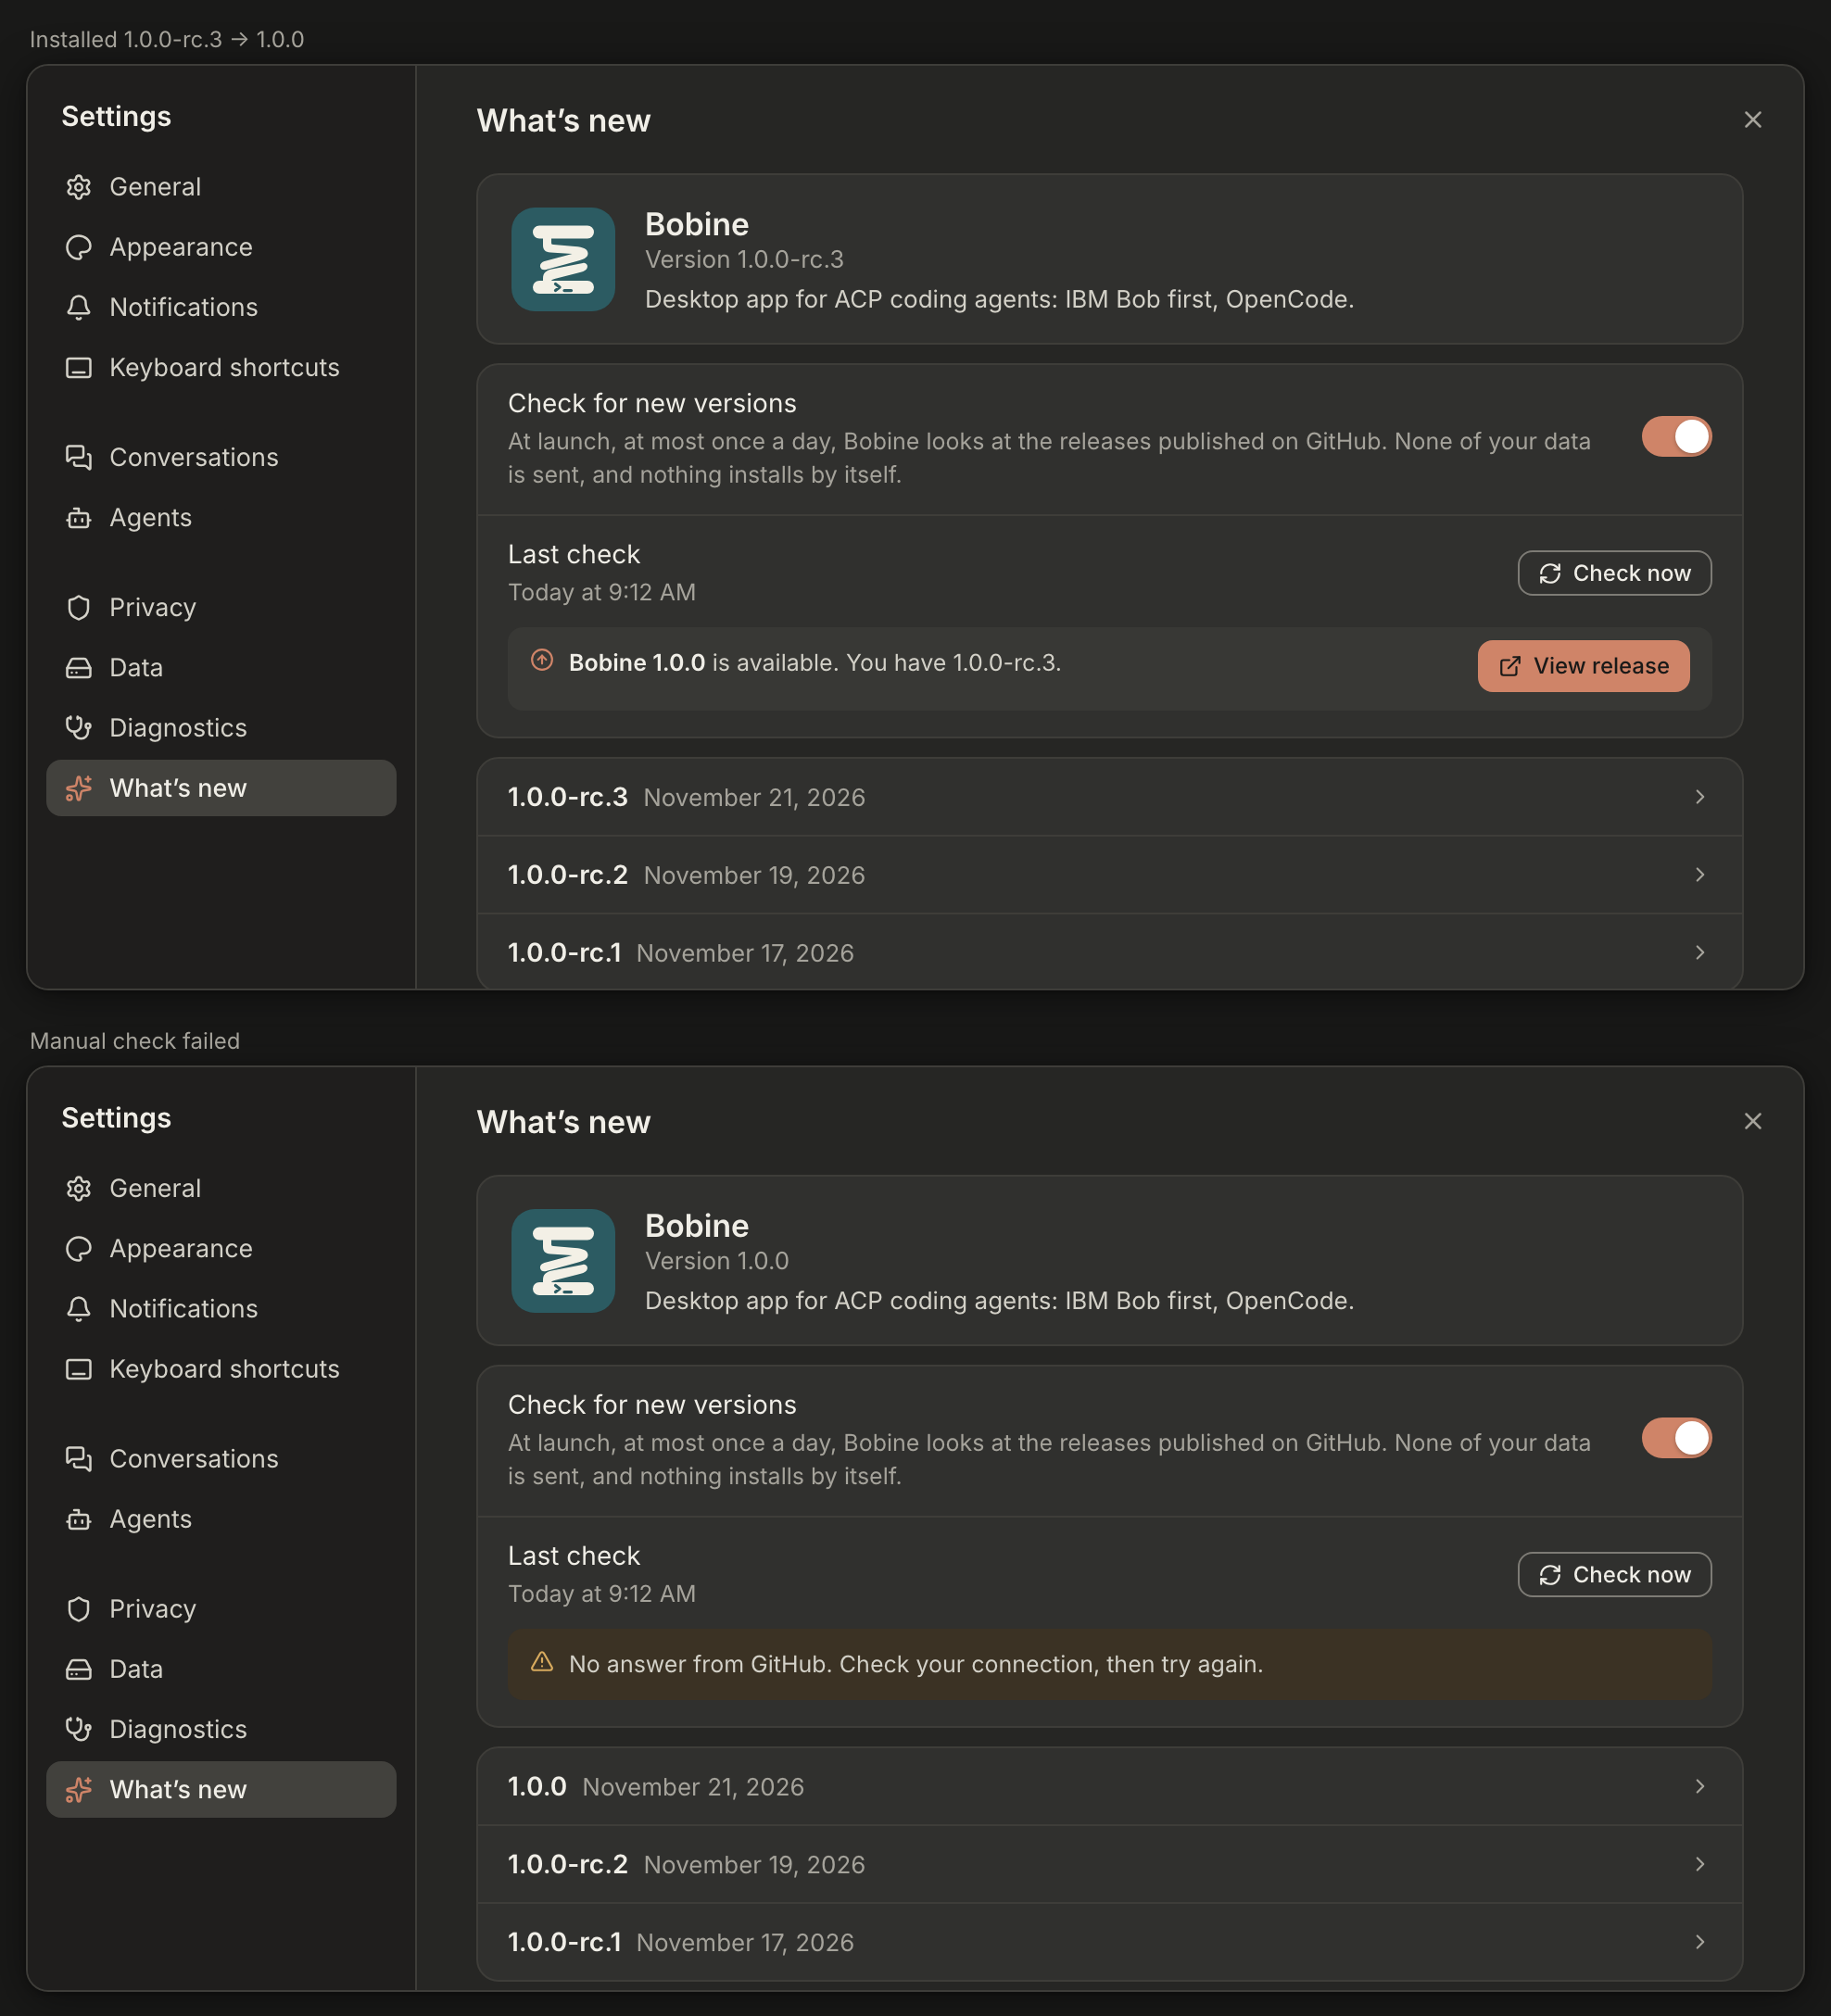 Installed 1.0.0-rc.3 → 1.0.0
Settings
General
Appearance
Notifications
Keyboard shortcuts
Conversations
Agents
Privacy
Data
Diagnostics
What’s new
What’s new
Bobine
Version 1.0.0-rc.3
Desktop app for ACP coding agents: IBM Bob first, OpenCode.
Check for new versions
At launch, at most once a day, Bobine looks at the releases published on GitHub. None of your data
is sent, and nothing installs by itself.
Last check
Today at 9:12 AM
Check now
Bobine 1.0.0 is available. You have 1.0.0-rc.3.
View release
1.0.0-rc.3 November 21, 2026
1.0.0-rc.2 November 19, 2026
1.0.0-rc.1 November 17, 2026
Manual check failed
Settings
General
Appearance
Notifications
Keyboard shortcuts
Conversations
Agents
Privacy
Data
Diagnostics
What’s new
What’s new
Bobine
Version 1.0.0
Desktop app for ACP coding agents: IBM Bob first, OpenCode.
Check for new versions
At launch, at most once a day, Bobine looks at the releases published on GitHub. None of your data
is sent, and nothing installs by itself.
Last check
Today at 9:12 AM
Check now
No answer from GitHub. Check your connection, then try again.
1.0.0 November 21, 2026
1.0.0-rc.2 November 19, 2026
1.0.0-rc.1 November 17, 2026